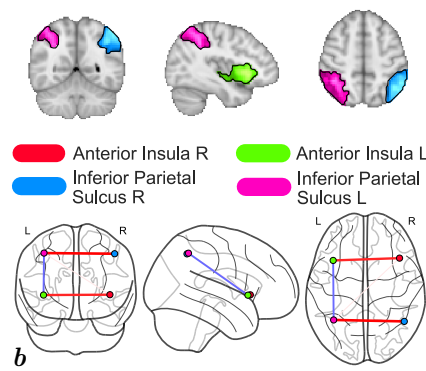 Anterior Insula R
Anterior Insula L
Inferior Parietal
Sulcus R
Inferior Parietal
Sulcus L
L
R
L
R
b